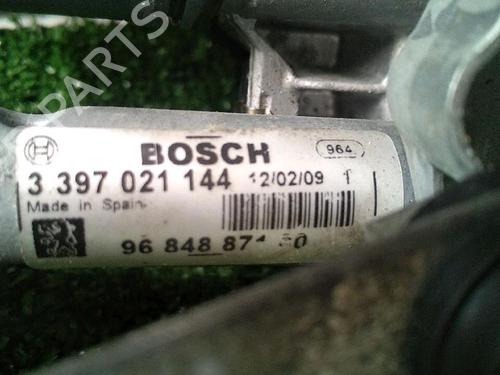 PARTS
BOSCH 964
3 397 021 144 12/02/09 1
Made in Spain
96 848 87